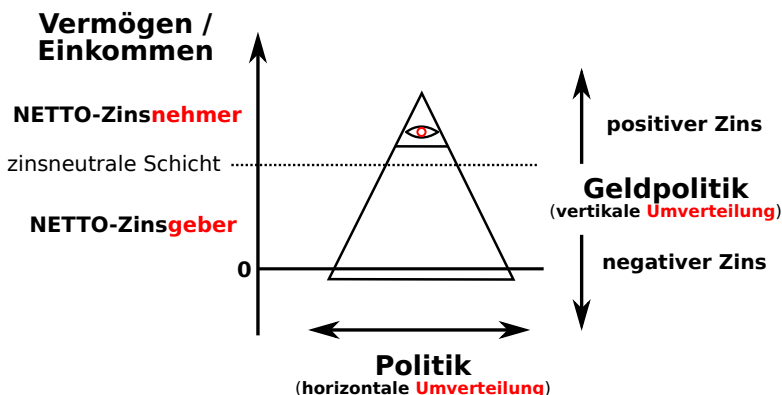 Vermögen /
Einkommen
NETTO-Zinsnehmer
zinsneutrale Schicht
NETTO-Zinsgeber
0
positiver Zins
Geldpolitik
(vertikale Umverteilung)
negativer Zins
Politik
(horizontale Umverteilung)